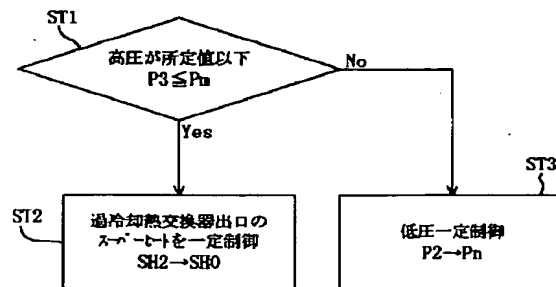 ST1
高圧が所定値以下
P3≦Pm
No
Yes
ST2
過冷却熱交換器出口の
スーパーヒートを一定制御
SH2→SH0
ST3
低圧一定制御
P2→Pn